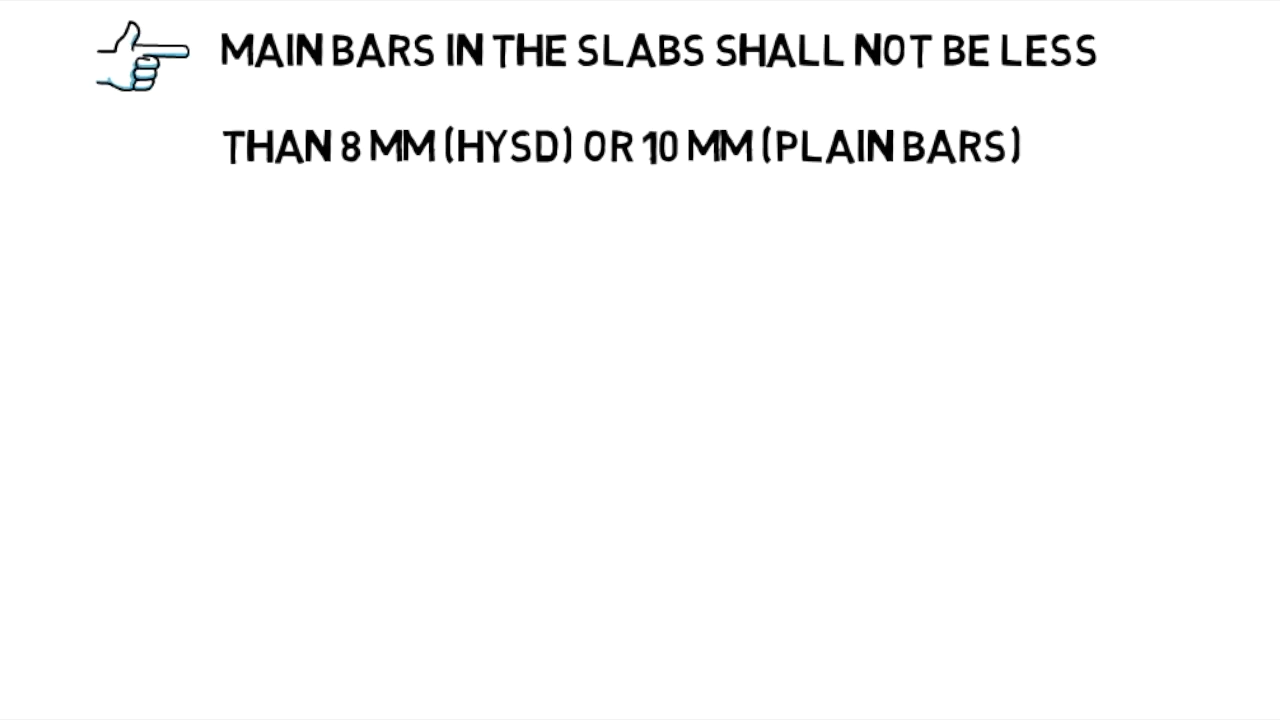 MAIN BARS IN THE SLABS SHALL NOT BE LESS
THAN 8 MM (HYSD) OR 10 MM (PLAIN BARS)